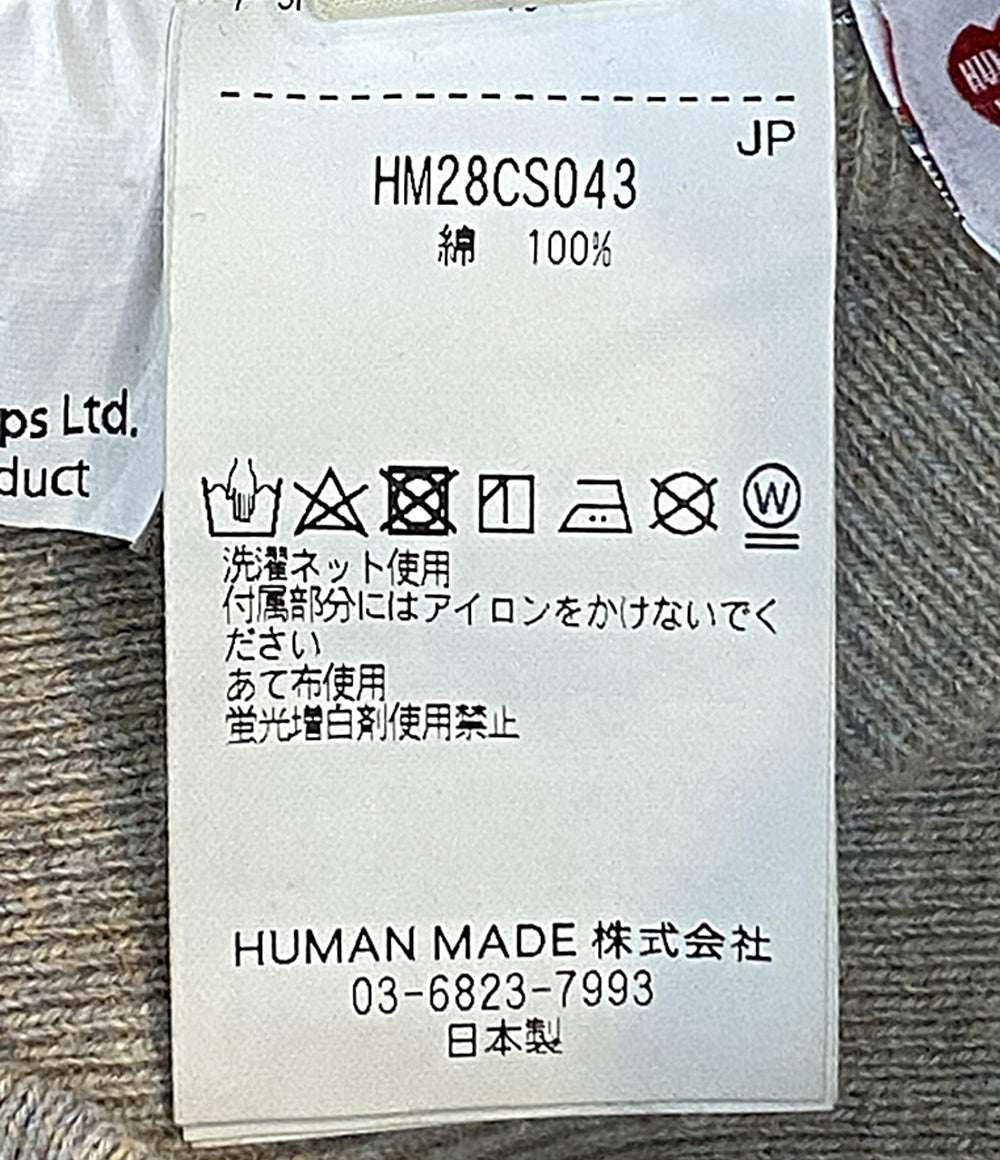 JP
HM28CS043
綿 100%
ps Ltd.
duct
W
洗濯ネット使用
付属部分にはアイロンをかけないでく
ださい
あて布使用
蛍光増白剤使用禁止
HUMAN MADE 株式会社
03-6823-7993
日本製